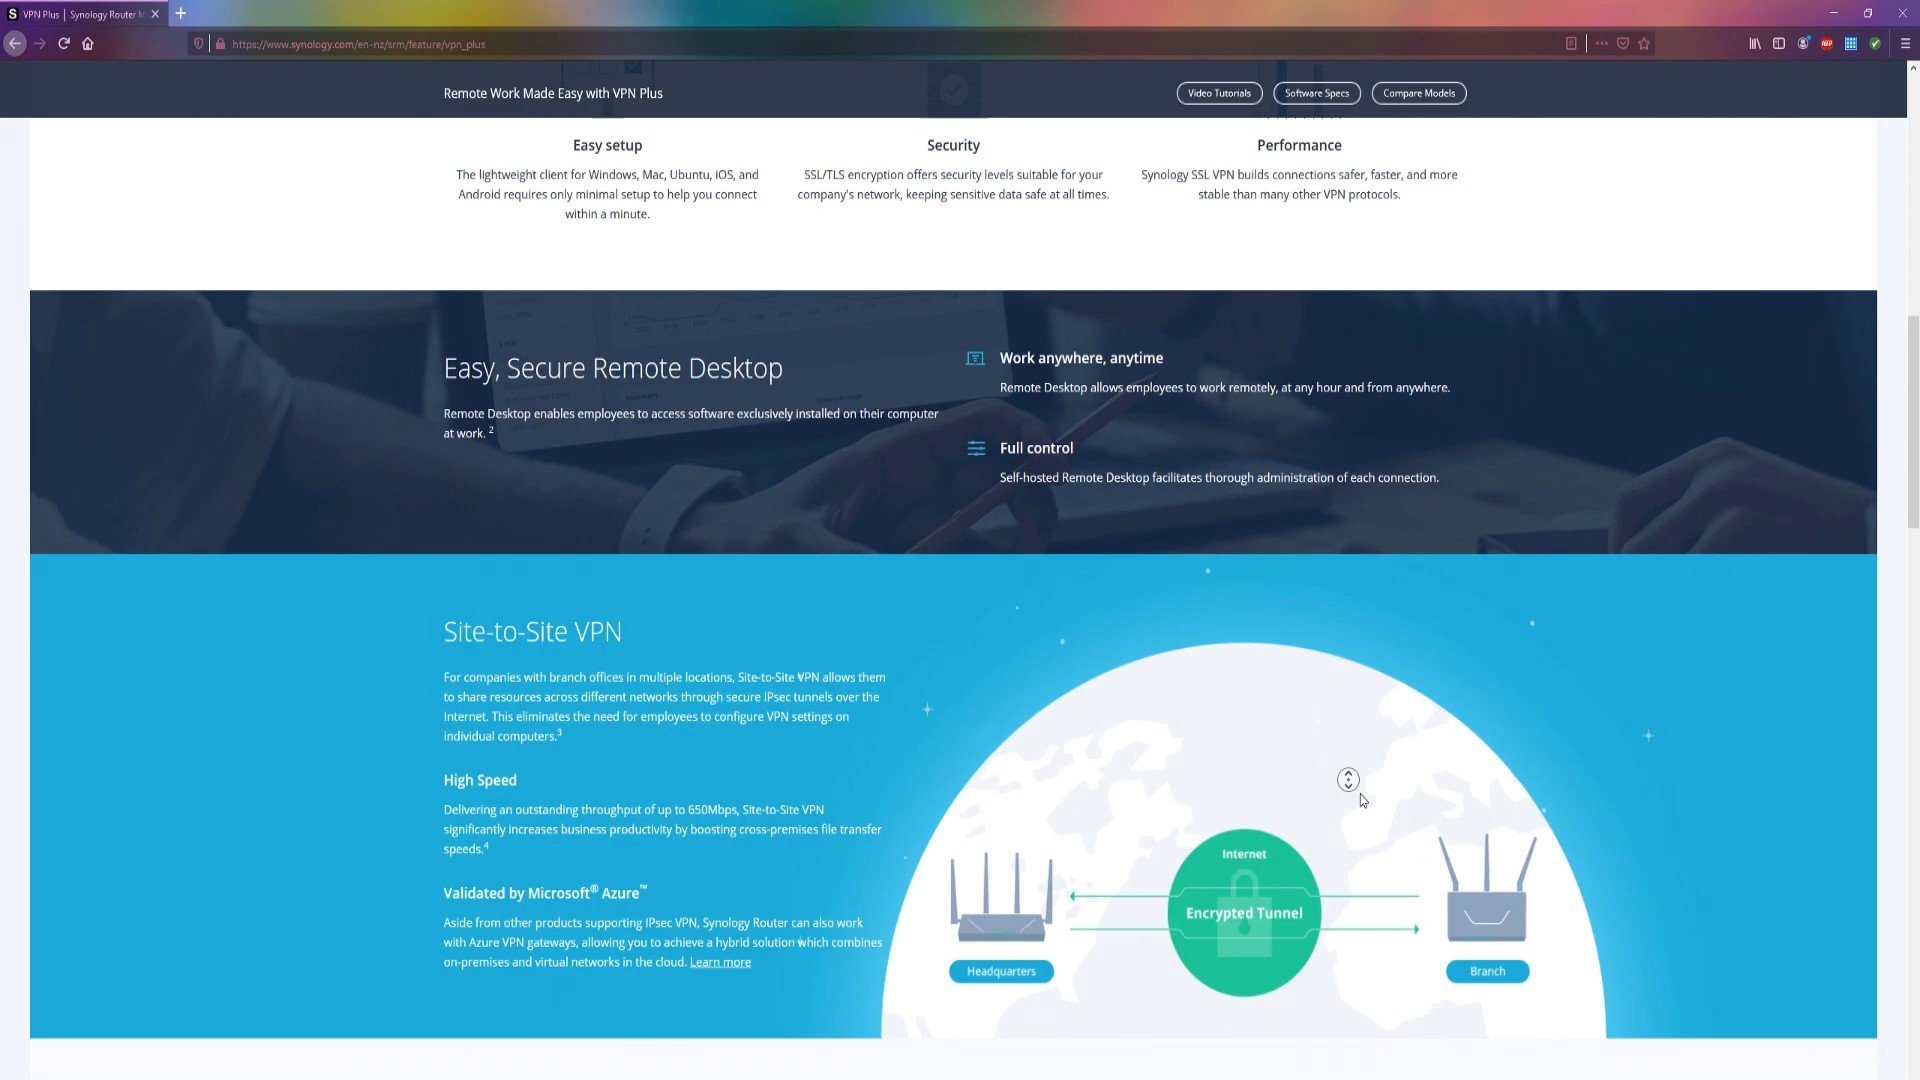 VPN Plus | Synology Router M
https://www.synology.com/en-nz/srm/feature/vpn_plus
Remote Work Made Easy with VPN Plus
Video Tutorials
Software Specs
Compare Models
Easy setup
The lightweight client for Windows, Mac, Ubuntu, iOS, and
Android requires only minimal setup to help you connect
within a minute.
Security
SSL/TLS encryption offers security levels suitable for your
company's network, keeping sensitive data safe at all times.
Performance
Synology SSL VPN builds connections safer, faster, and more
stable than many other VPN protocols.
Easy, Secure Remote Desktop
Remote Desktop enables employees to access software exclusively installed on their computer
at work. 2
Work anywhere, anytime
Remote Desktop allows employees to work remotely, at any hour and from anywhere.
Full control
Self-hosted Remote Desktop facilitates thorough administration of each connection.
Site-to-Site VPN
For companies with branch offices in multiple locations, Site-to-Site VPN allows them
to share resources across different networks through secure IPsec tunnels over the
Internet. This eliminates the need for employees to configure VPN settings on
individual computers.3
High Speed
Delivering an outstanding throughput of up to 650Mbps, Site-to-Site VPN
significantly increases business productivity by boosting cross-premises file transfer
speeds.4
Validated by Microsoft® Azure™
Aside from other products supporting IPsec VPN, Synology Router can also work
with Azure VPN gateways, allowing you to achieve a hybrid solution which combines
on-premises and virtual networks in the cloud. Learn more
Internet
Encrypted Tunnel
Headquarters
Branch